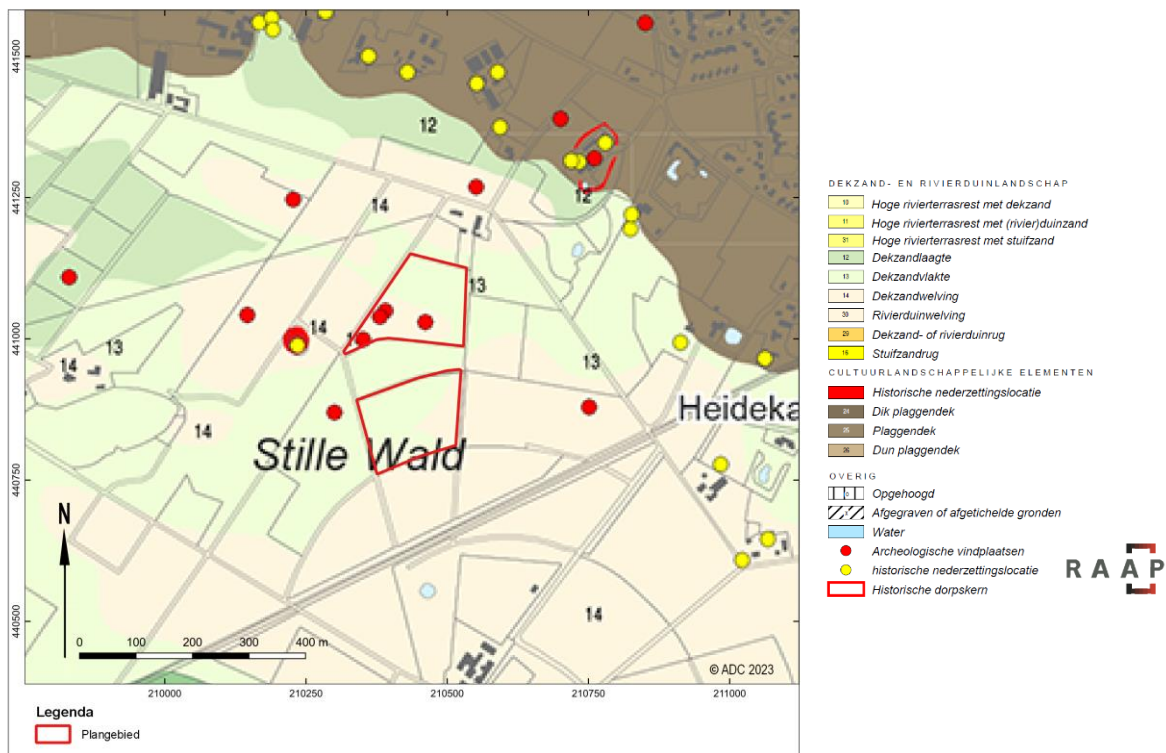 441500
441250
441000
440750
440500
12
12
14
13
14
1
13
13
14
14
14
Stille Wald
Heideka
N
0 100 200 300 400 m
© ADC 2023
210000 210250 210500 210750 211000
Legenda
Plangebied
DEKZAND- EN RIVIERDUINLANDSCHAP
10 Hoge rivierterrasrest met dekzand
11 Hoge rivierterrasrest met (rivier)duinzand
31 Hoge rivierterrasrest met stuifzand
12 Dekzandlaagte
13 Dekzandvlakte
14 Dekzandwelving
39 Rivierduinwelving
29 Dekzand- of rivierduinrug
16 Stuifzandrug
CULTUURLANDSCHAPPELIJKE ELEMENTEN
Historische nederzettingslocatie
24 Dik plaggendek
25 Plaggendek
26 Dun plaggendek
OVERIG
Opgehoogd
Afgegraven of afgetichelde gronden
Water
Archeologische vindplaatsen
historische nederzettingslocatie
Historische dorpskern
RAAP